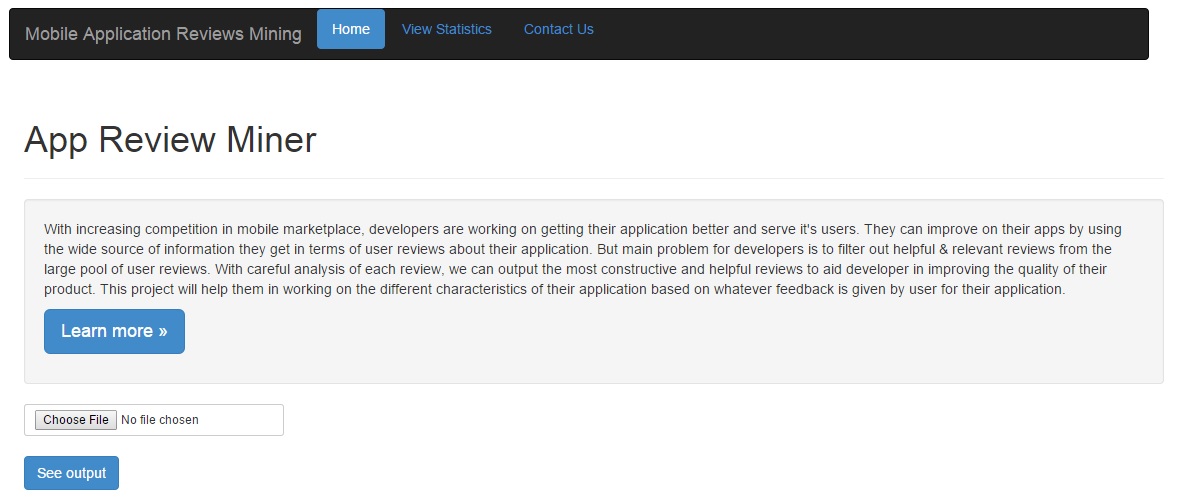 Mobile Application Reviews Mining Home View Statistics Contact Us
App Review Miner
With increasing competition in mobile marketplace, developers are working on getting their application better and serve it's users. They can improve on their apps by using
the wide source of information they get in terms of user reviews about their application. But main problem for developers is to filter out helpful & relevant reviews from the
large pool of user reviews. With careful analysis of each review, we can output the most constructive and helpful reviews to aid developer in improving the quality of their
product. This project will help them in working on the different characteristics of their application based on whatever feedback is given by user for their application.
Learn more »
Choose File No file chosen
See output